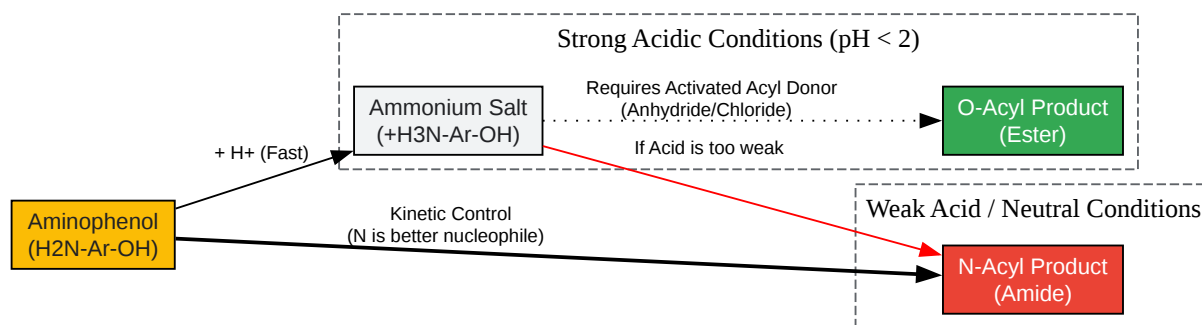 Strong Acidic Conditions (pH < 2)
Ammonium Salt
(+H3N-Ar-OH)
Requires Activated Acyl Donor
(Anhydride/Chloride)
O-Acyl Product
(Ester)
+ H+ (Fast)
If Acid is too weak
Aminophenol
(H2N-Ar-OH)
Kinetic Control
(N is better nucleophile)
Weak Acid / Neutral Conditions
N-Acyl Product
(Amide)